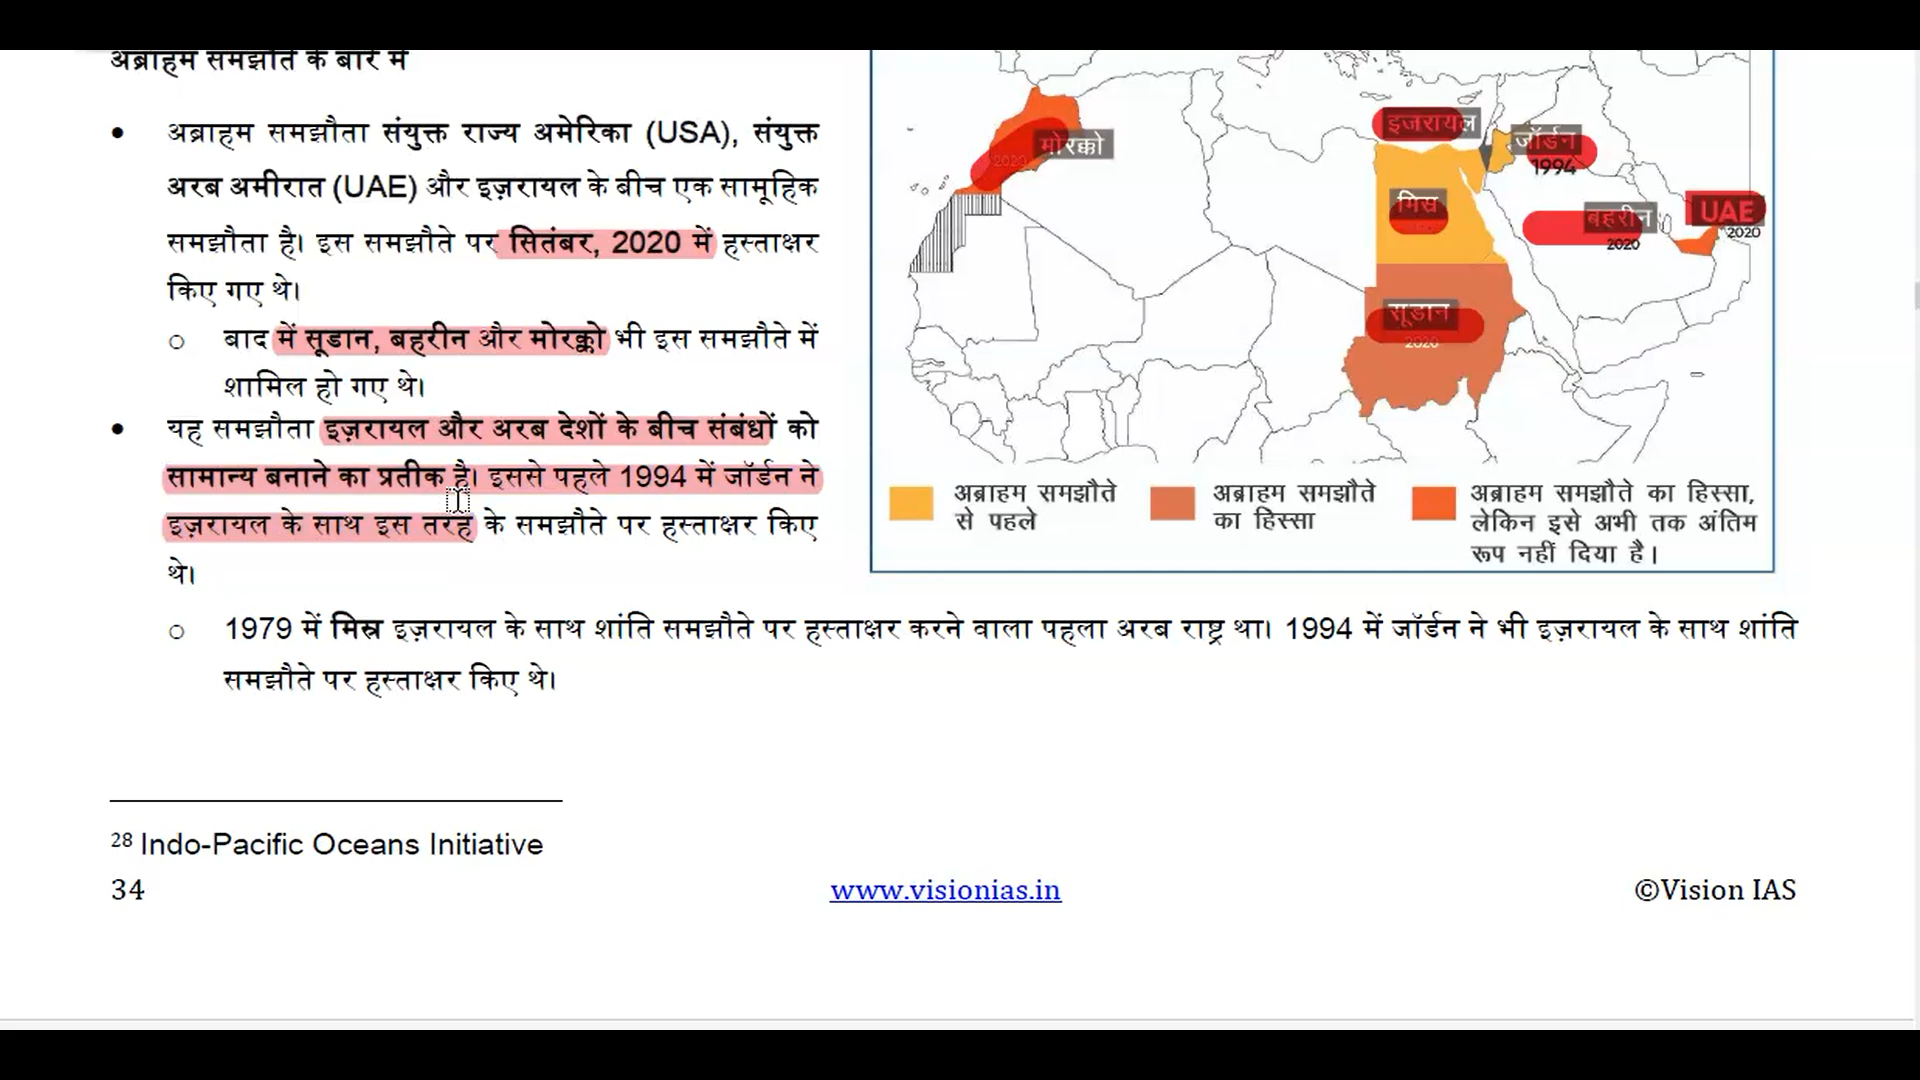 अब्राहम समझौते के बारे में
• अब्राहम समझौता संयुक्त राज्य अमेरिका (USA), संयुक्त
अरब अमीरात (UAE) और इज़रायल के बीच एक सामूहिक
समझौता है। इस समझौते पर सितंबर, 2020 में हस्ताक्षर
किए गए थे।
o बाद में सूडान, बहरीन और मोरक्को भी इस समझौते में
शामिल हो गए थे।
• यह समझौता इज़रायल और अरब देशों के बीच संबंधों को
सामान्य बनाने का प्रतीक है। इससे पहले 1994 में जॉर्डन ने
इज़रायल के साथ इस तरह के समझौते पर हस्ताक्षर किए
थे।
o 1979 में मिस्र इज़रायल के साथ शांति समझौते पर हस्ताक्षर करने वाला पहला अरब राष्ट्र था। 1994 में जॉर्डन ने भी इज़रायल के साथ शांति
समझौते पर हस्ताक्षर किए थे।
मोरक्को
2020
इजरायल
जॉर्डन
1994
मिस्र
बहरीन
2020
UAE
2020
सूडान
2020
अब्राहम समझौते
से पहले
अब्राहम समझौते
का हिस्सा
अब्राहम समझौते का हिस्सा,
लेकिन इसे अभी तक अंतिम
रूप नहीं दिया है।
28 Indo-Pacific Oceans Initiative
34
www.visionias.in
©Vision IAS